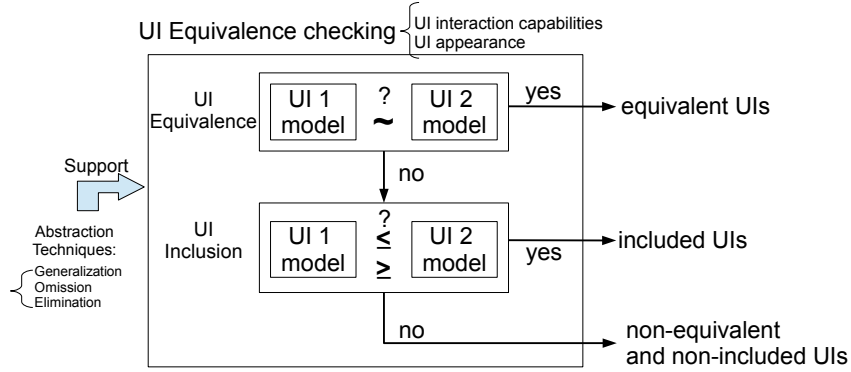 UI Equivalence checking
UI interaction capabilities
UI appearance
UI
Equivalence
UI 1
model
?
~
UI 2
model
yes
equivalent UIs
no
Support
Abstraction
Techniques:
Generalization
Omission
Elimination
UI
Inclusion
UI 1
model
?
≤
≥
UI 2
model
yes
included UIs
no
non-equivalent
and non-included UIs